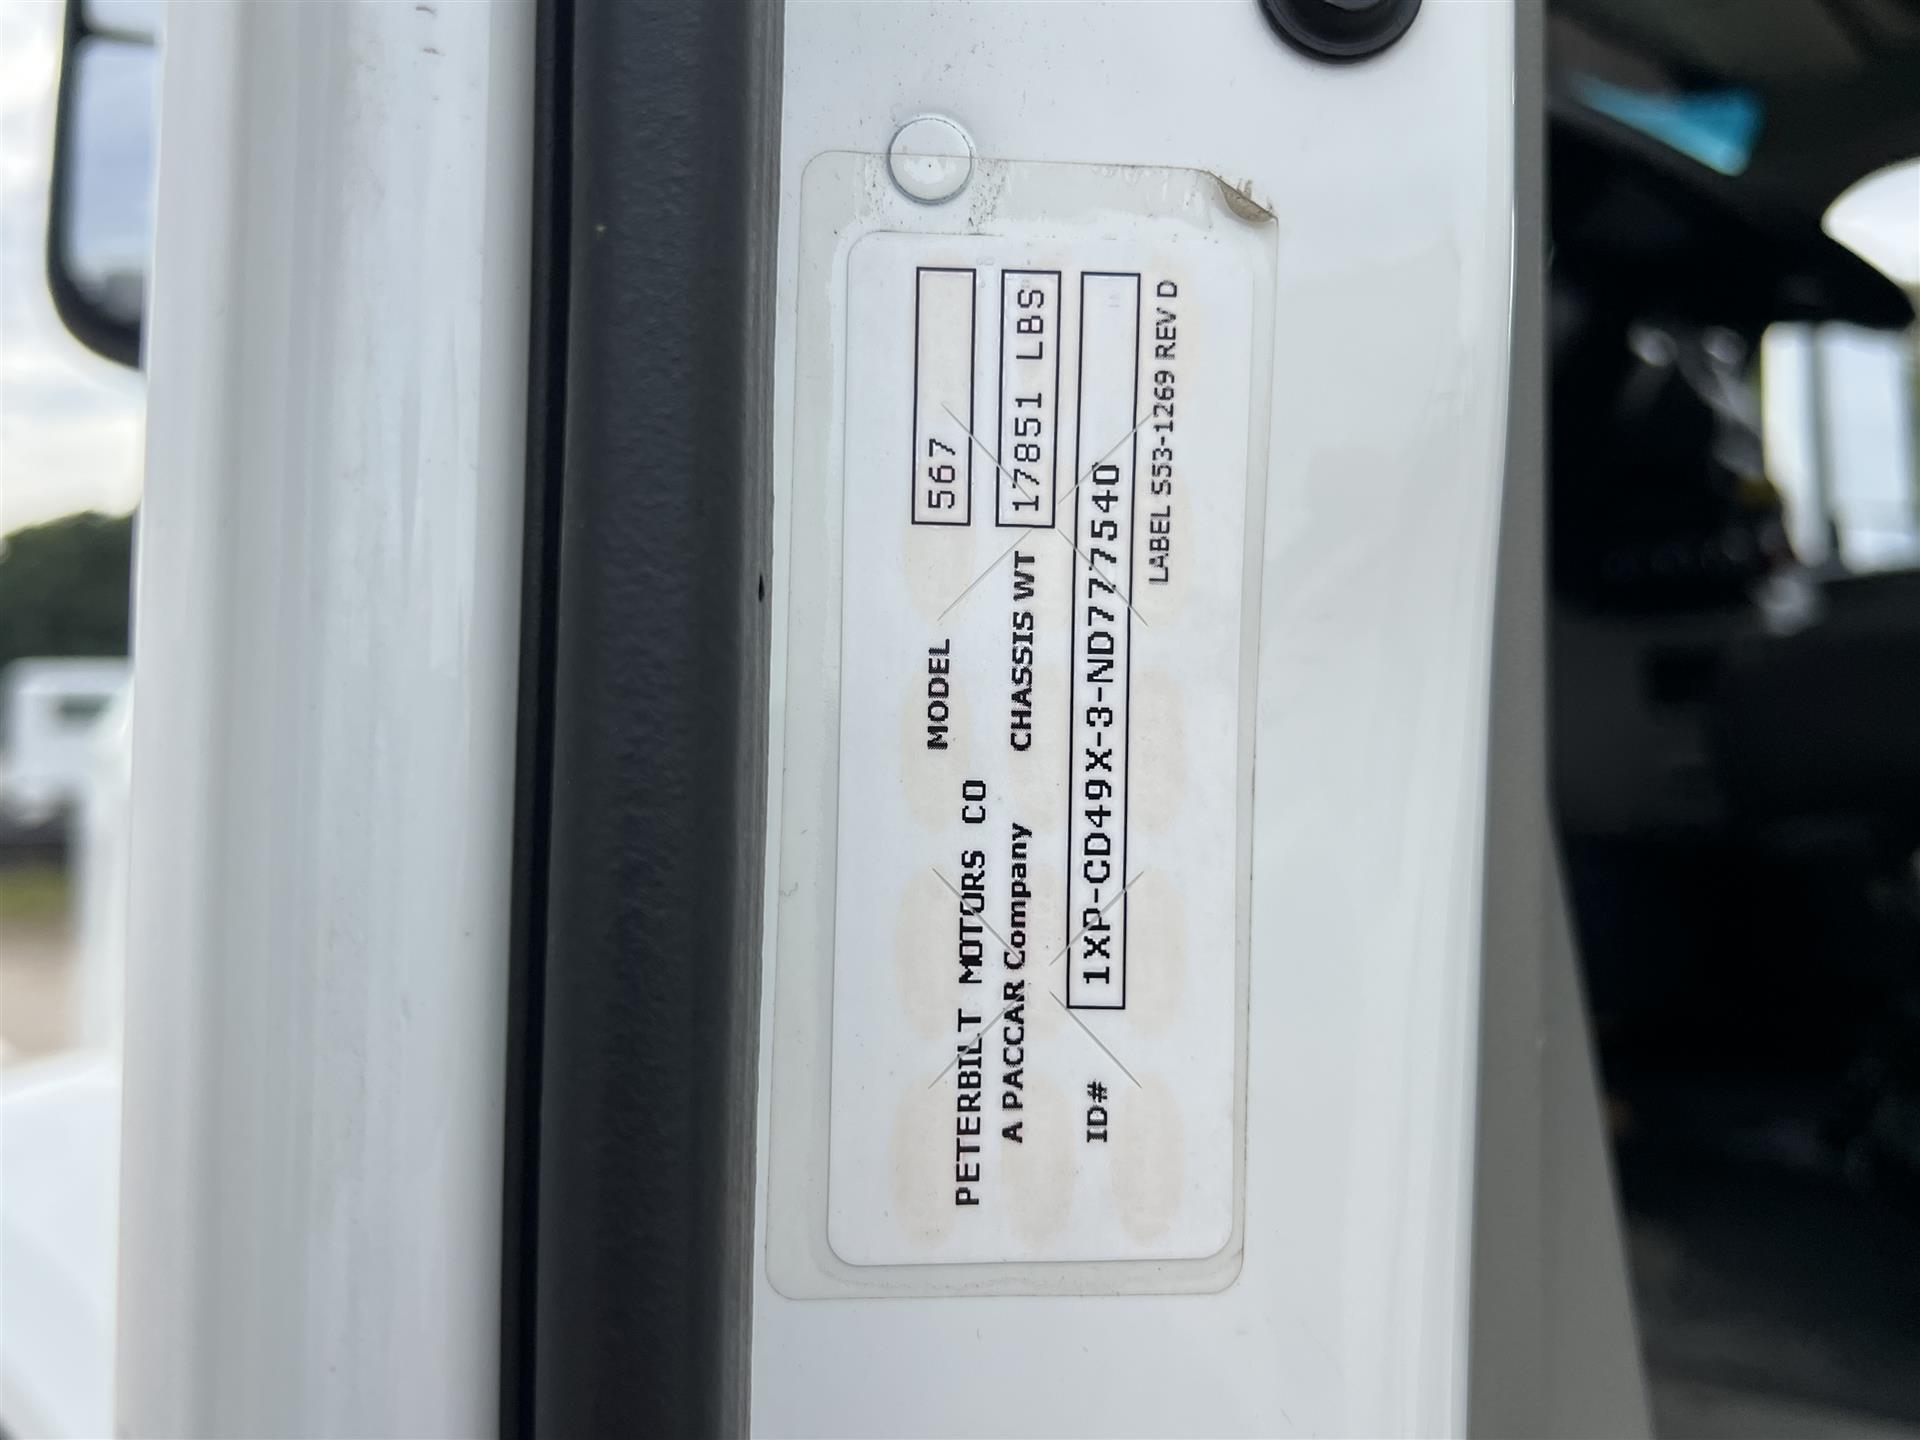 MODEL 567
PETERBILT MOTORS CO
A PACCAR Company CHASSIS WT 17851 LBS
ID# 1XP-CD49X-3-ND777540
LABEL S53-1269 REV D